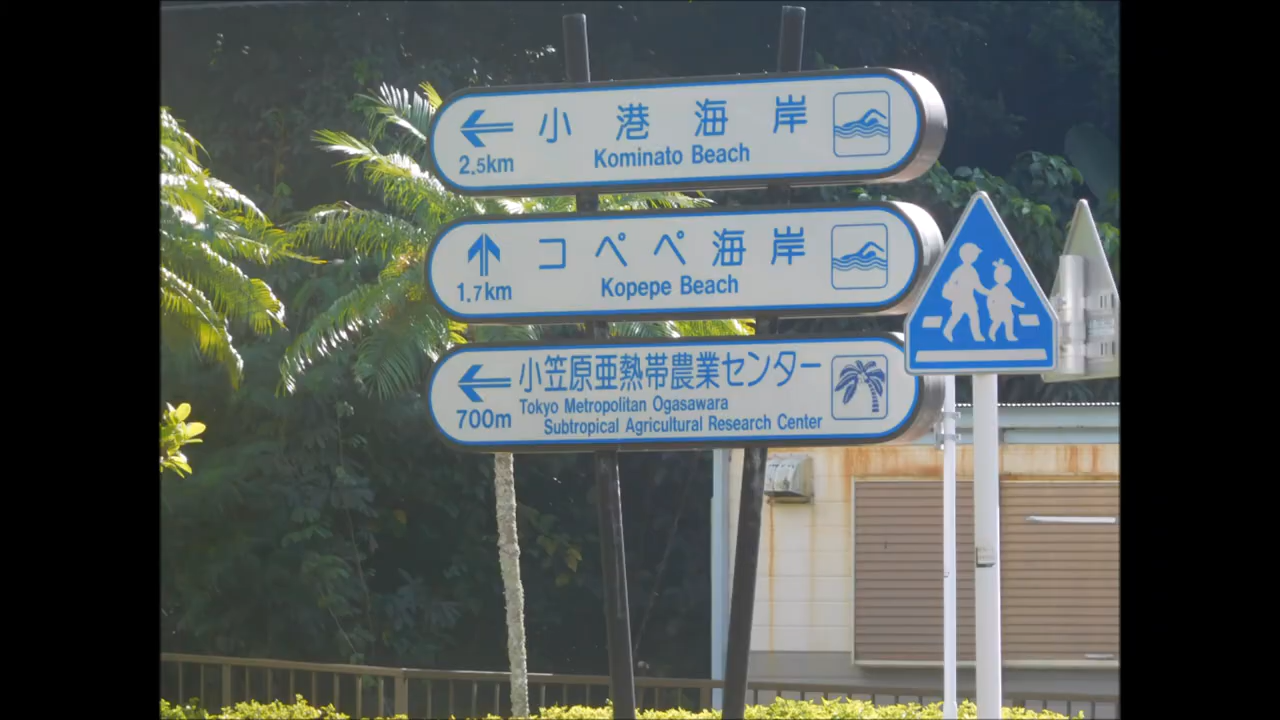 小港海岸
2.5km
Kominato Beach
コペペ海岸
1.7km
Kopepe Beach
小笠原亜熱帯農業センター
700m
Tokyo Metropolitan Ogasawara
Subtropical Agricultural Research Center